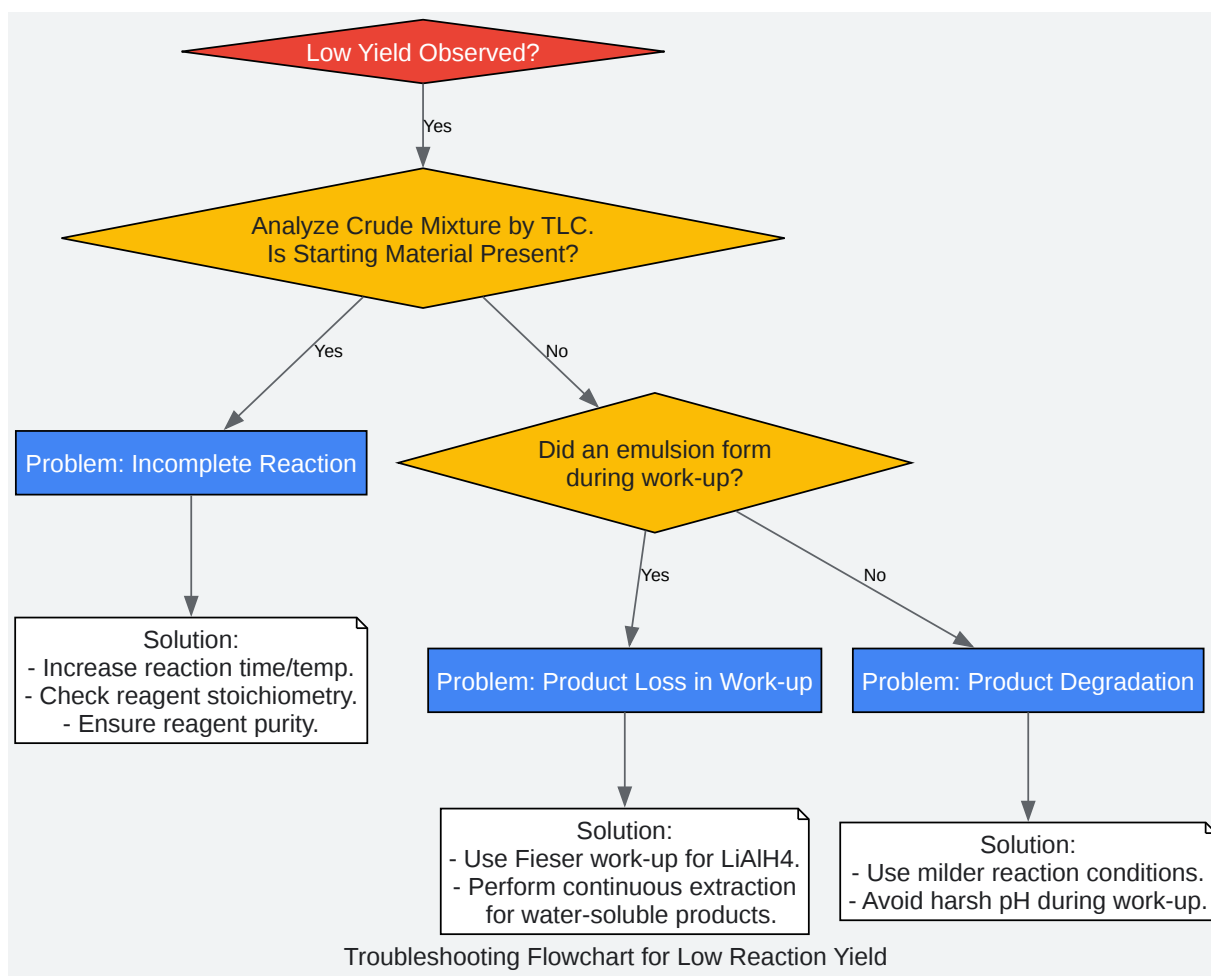 Low Yield Observed?
Yes
Analyze Crude Mixture by TLC.
Is Starting Material Present?
Yes
No
Problem: Incomplete Reaction
Did an emulsion form
during work-up?
Solution:
- Increase reaction time/temp.
- Check reagent stoichiometry.
- Ensure reagent purity.
Yes
No
Problem: Product Loss in Work-up
Problem: Product Degradation
Solution:
- Use Fieser work-up for LiAlH4.
- Perform continuous extraction
for water-soluble products.
Solution:
- Use milder reaction conditions.
- Avoid harsh pH during work-up.
Troubleshooting Flowchart for Low Reaction Yield